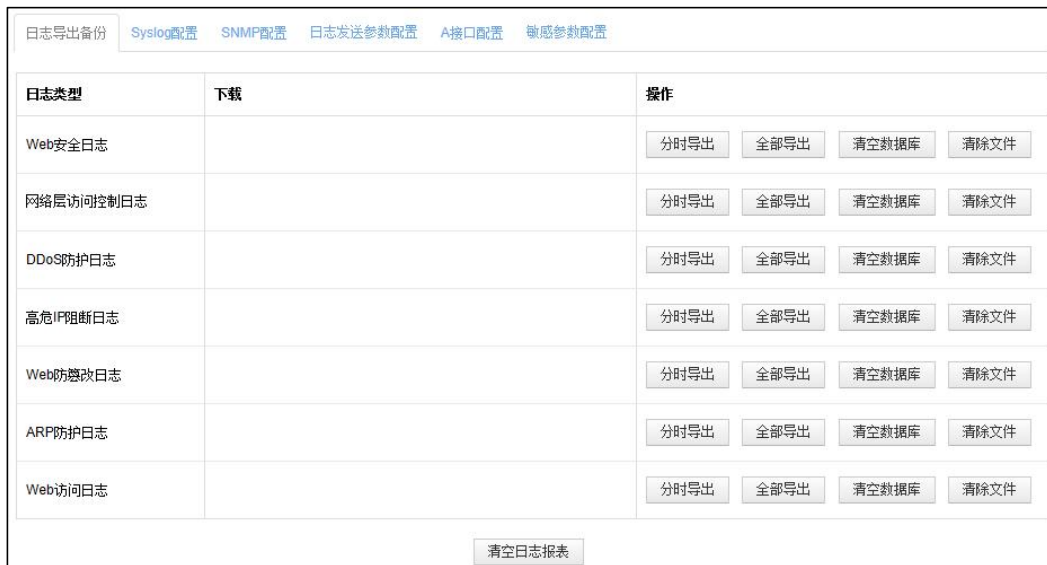 日志导出备份 Syslog配置 SNMP配置 日志发送参数配置 A接口配置 敏感参数配置
日志类型 下载 操作
Web安全日志 分时导出 全部导出 清空数据库 清除文件
网络层访问控制日志 分时导出 全部导出 清空数据库 清除文件
DDoS防护日志 分时导出 全部导出 清空数据库 清除文件
高危IP阻断日志 分时导出 全部导出 清空数据库 清除文件
Web防篡改日志 分时导出 全部导出 清空数据库 清除文件
ARP防护日志 分时导出 全部导出 清空数据库 清除文件
Web访问日志 分时导出 全部导出 清空数据库 清除文件
清空日志报表